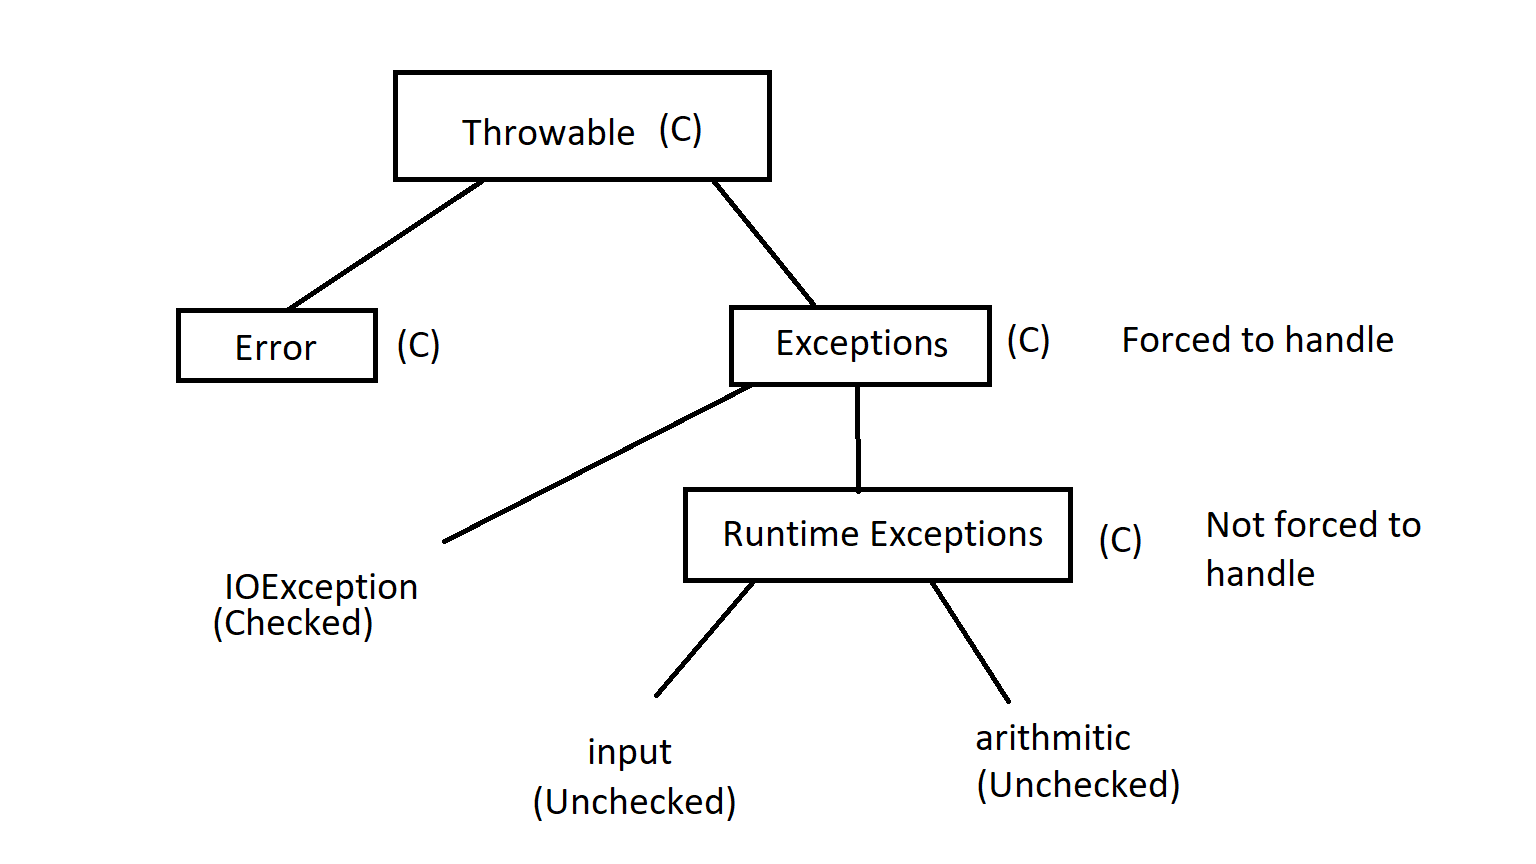 Throwable (C)
Error (C)
Exceptions (C) Forced to handle
Runtime Exceptions (C)
Not forced to
handle
IOException
(Checked)
input
(Unchecked)
arithmitic
(Unchecked)